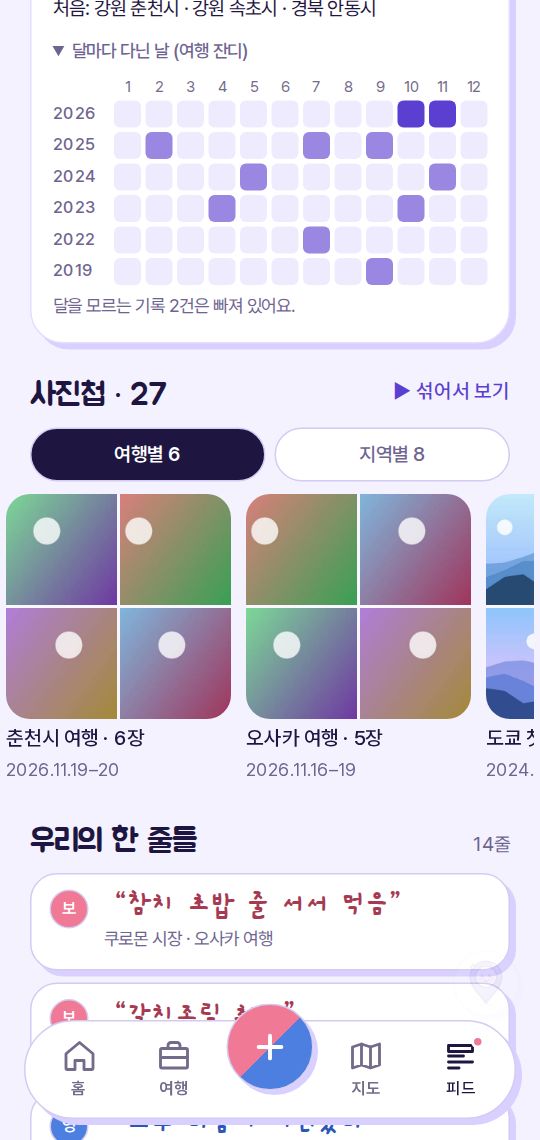 처음: 강원 춘천시 · 강원 속초시 · 경북 안동시
▼ 달마다 다닌 날 (여행 잔디)
1 2 3 4 5 6 7 8 9 10 11 12
2026
2025
2024
2023
2022
2019
달을 모르는 기록 2건은 빠져 있어요.
사진첩 · 27
▶ 섞어서 보기
여행별 6
지역별 8
춘천시 여행 · 6장
오사카 여행 · 5장
도쿄
2026.11.19–20
2026.11.16–19
2024.
우리의 한 줄들
14줄
보
“참치 초밥 줄 서서 먹음”
쿠로몬 시장 · 오사카 여행
보
“갈치조림
홈
여행
+
지도
피드